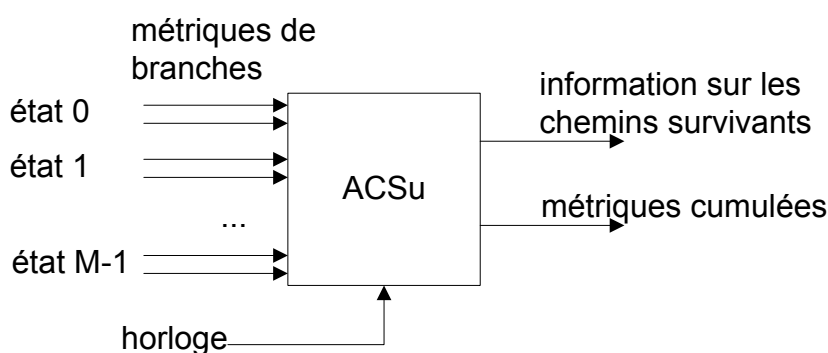 métriques de
branches
état 0
état 1
...
état M-1
horloge
ACSu
information sur les
chemins survivants
métriques cumulées